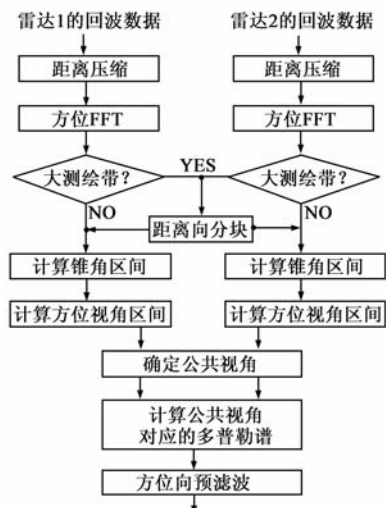 雷达1的回波数据 雷达2的回波数据
距离压缩 距离压缩
方位FFT 方位FFT
YES
大测绘带? 大测绘带?
NO NO
距离向分块
计算锥角区间 计算锥角区间
计算方位视角区间 计算方位视角区间
确定公共视角
计算公共视角
对应的多普勒谱
方位向预滤波